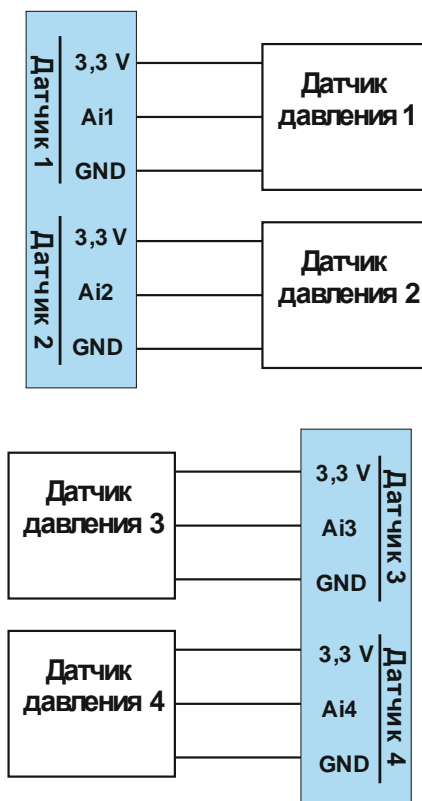 Датчик 1
3,3 V
Ai1
GND
Датчик
давления 1
Датчик 2
3,3 V
Ai2
GND
Датчик
давления 2
Датчик
давления 3
3,3 V
Ai3
GND
Датчик 3
Датчик
давления 4
3,3 V
Ai4
GND
Датчик 4